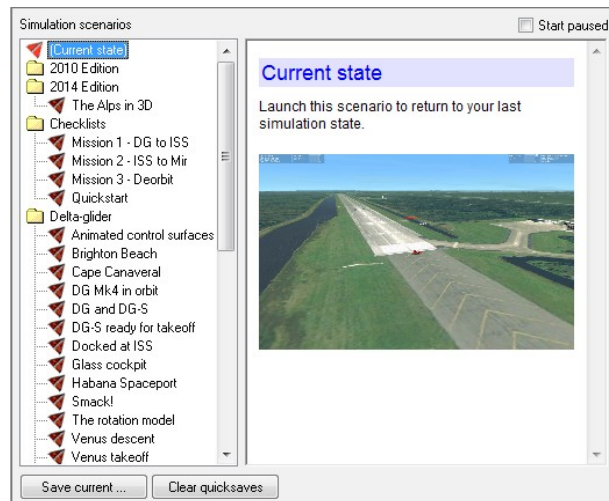 Simulation scenarios
Start paused
(Current state)
2010 Edition
2014 Edition
The Alps in 3D
Checklists
Mission 1 - DG to ISS
Mission 2 - ISS to Mir
Mission 3 - Deorbit
Quickstart
Delta-glider
Animated control surfaces
Brighton Beach
Cape Canaveral
DG Mk4 in orbit
DG and DG-S
DG-S ready for takeoff
Docked at ISS
Glass cockpit
Habana Spaceport
Smack!
The rotation model
Venus descent
Venus takeoff
Current state
Launch this scenario to return to your last
simulation state.
Save current ...
Clear quicksaves